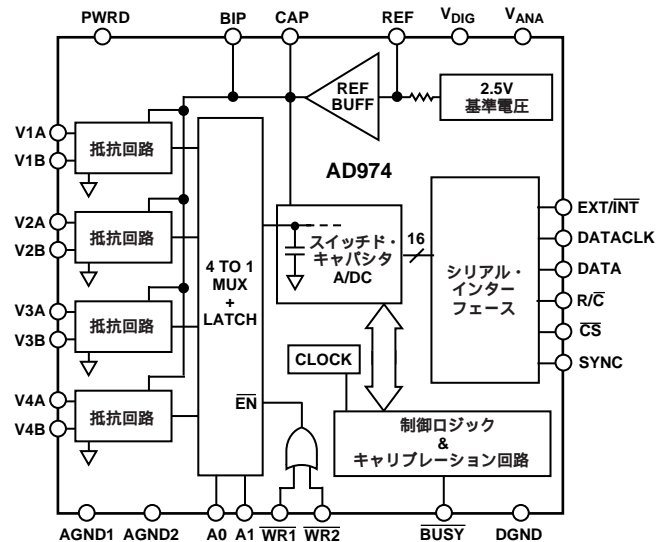 PWRD BIP CAP REF VDIG VANA
REF
BUFF
2.5V
基準電圧
V1A
V1B
抵抗回路
AD974
V2A
V2B
抵抗回路
4 TO 1
MUX
+
LATCH
スイッチド・
キャパシタ
A/DC
16
シリアル・
インター
フェース
EXT/INT
DATACLK
DATA
R/C
CS
SYNC
V3A
V3B
抵抗回路
CLOCK
V4A
V4B
抵抗回路
EN
制御ロジック
&
キャリブレーション回路
AGND1 AGND2 A0 A1 WR1 WR2 BUSY DGND